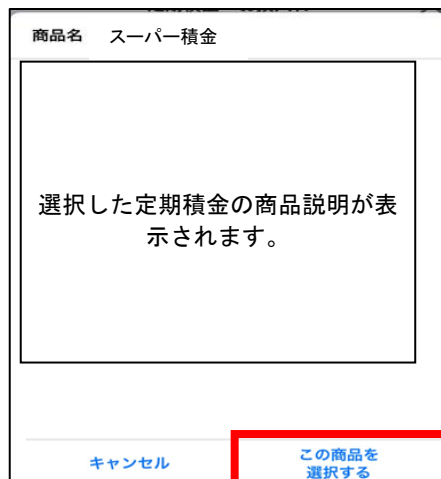 商品名 スーパー積金
選択した定期積金の商品説明が表
示されます。
キャンセル
この商品を
選択する